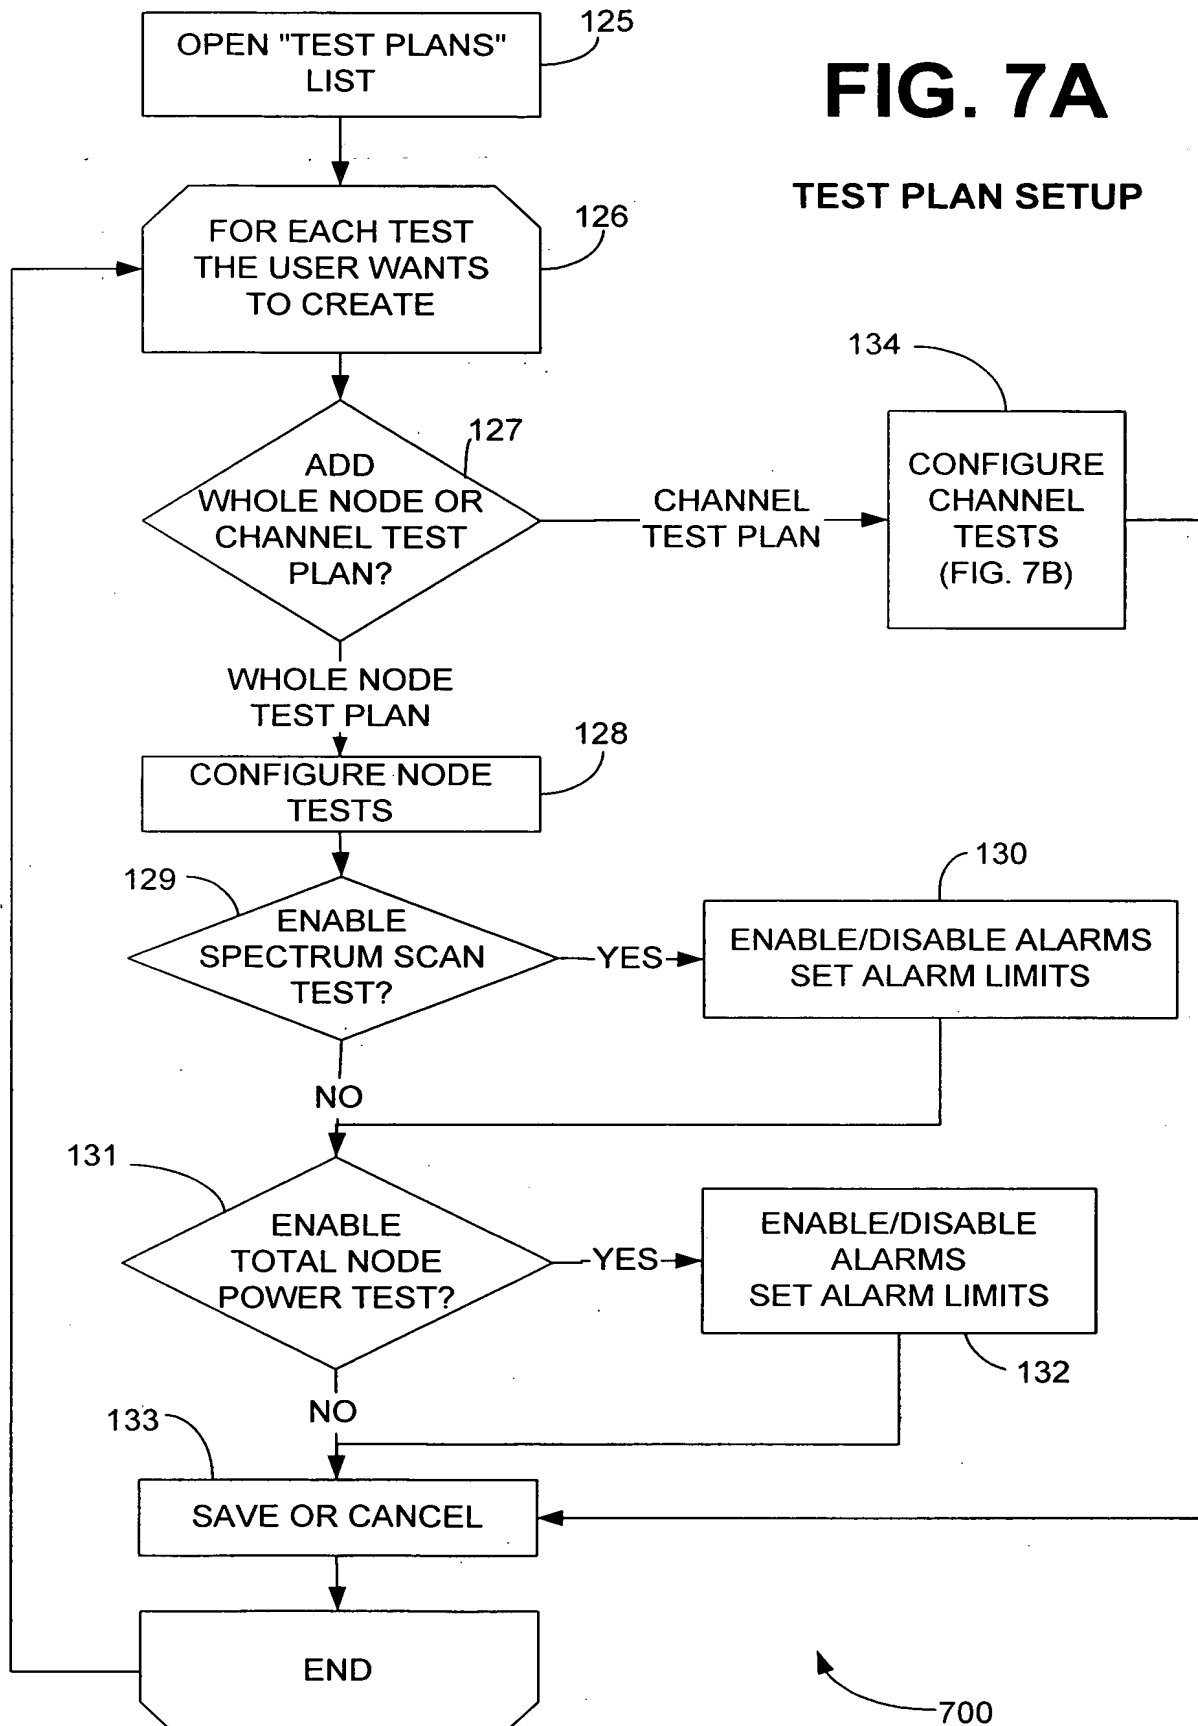 OPEN "TEST PLANS"
LIST
125
FIG. 7A
TEST PLAN SETUP
FOR EACH TEST
THE USER WANTS
TO CREATE
126
ADD
WHOLE NODE OR
CHANNEL TEST
PLAN?
127
CHANNEL
TEST PLAN
134
CONFIGURE
CHANNEL
TESTS
(FIG. 7B)
WHOLE NODE
TEST PLAN
CONFIGURE NODE
TESTS
128
129
ENABLE
SPECTRUM SCAN
TEST?
YES
130
ENABLE/DISABLE ALARMS
SET ALARM LIMITS
NO
131
ENABLE
TOTAL NODE
POWER TEST?
YES
ENABLE/DISABLE
ALARMS
SET ALARM LIMITS
132
NO
133
SAVE OR CANCEL
END
700